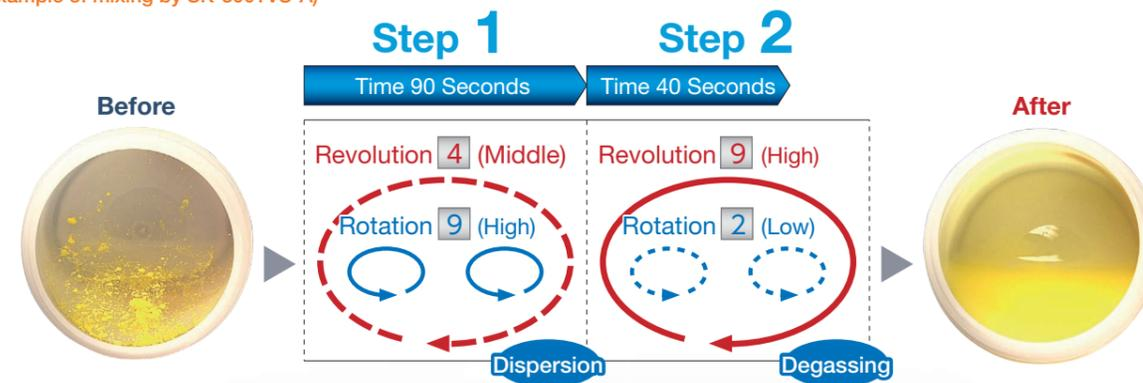 Step 1
Step 2
Time 90 Seconds
Time 40 Seconds
Before
After
Revolution 4 (Middle)
Rotation 9 (High)
Dispersion
Revolution 9 (High)
Rotation 2 (Low)
Degassing